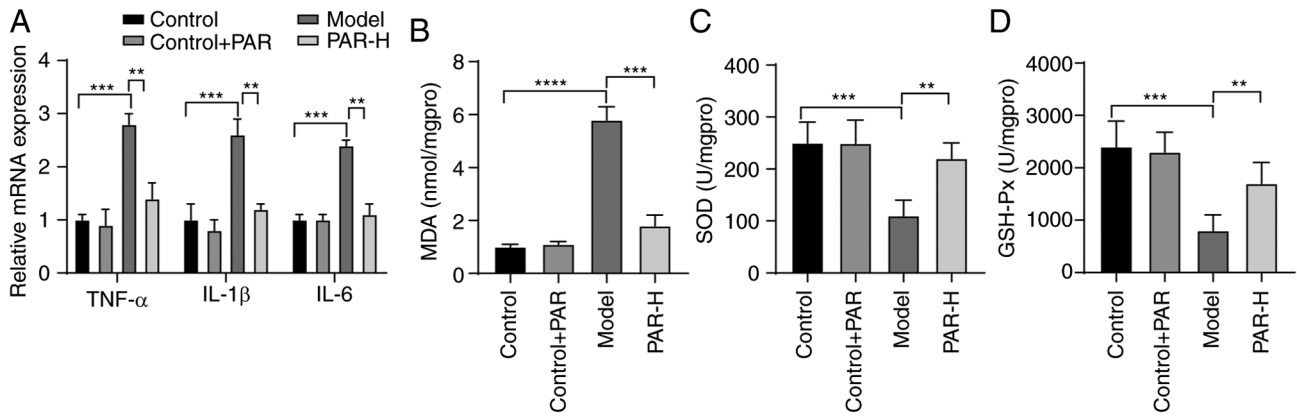 A
Control
Model
Control+PAR
PAR-H
Relative mRNA expression
4
3
2
1
0
***
**
***
**
***
**
TNF-α
IL-1β
IL-6
B
MDA (nmol/mgpro)
8
6
4
2
0
****
***
Control
Control+PAR
Model
PAR-H
C
SOD (U/mgpro)
400
300
200
100
0
***
**
Control
Control+PAR
Model
PAR-H
D
GSH-Px (U/mgpro)
4000
3000
2000
1000
0
***
**
Control
Control+PAR
Model
PAR-H